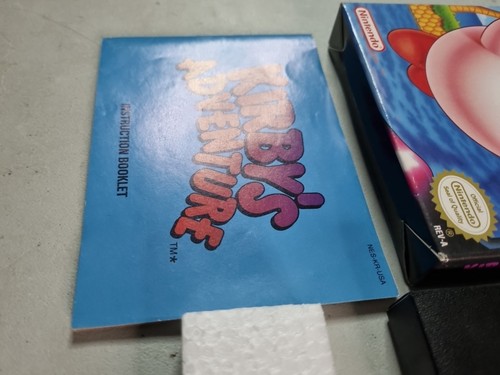 KIRBY'S
ADVENTURE
TM*
INSTRUCTION BOOKLET
NES-KR-USA
Nintendo
Official
Nintendo
Seal of Quality
REV-A